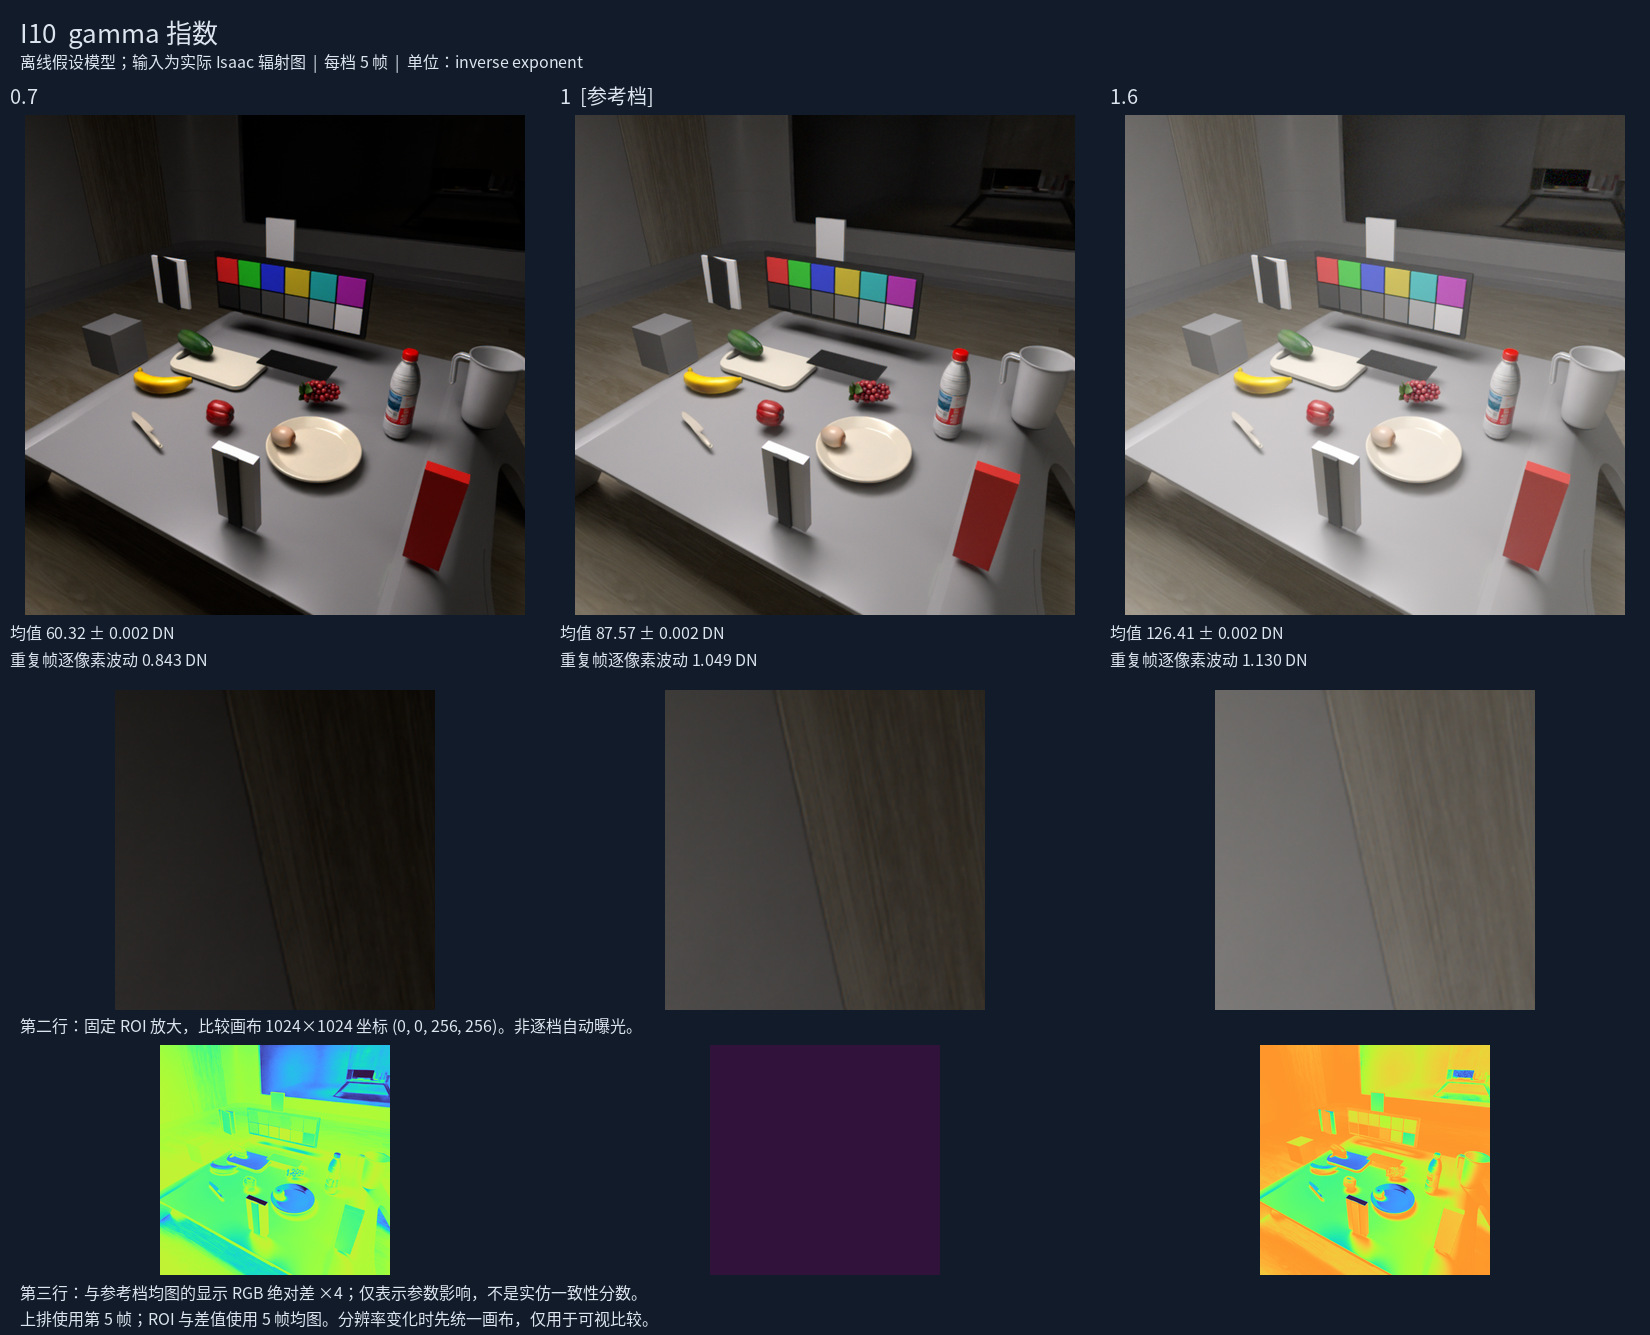 I10 gamma 指数
离线假设模型；输入为实际 Isaac 辐射图 | 每档 5 帧 | 单位：inverse exponent
0.7
1 [参考档]
1.6
均值 60.32 ± 0.002 DN
重复帧逐像素波动 0.843 DN
均值 87.57 ± 0.002 DN
重复帧逐像素波动 1.049 DN
均值 126.41 ± 0.002 DN
重复帧逐像素波动 1.130 DN
第二行：固定 ROI 放大，比较画布 1024×1024 坐标 (0, 0, 256, 256)。非逐档自动曝光。
第三行：与参考档均图的显示 RGB 绝对差 ×4；仅表示参数影响，不是实仿一致性分数。
上排使用第 5 帧；ROI 与差值使用 5 帧均图。分辨率变化时先统一画布，仅用于可视比较。